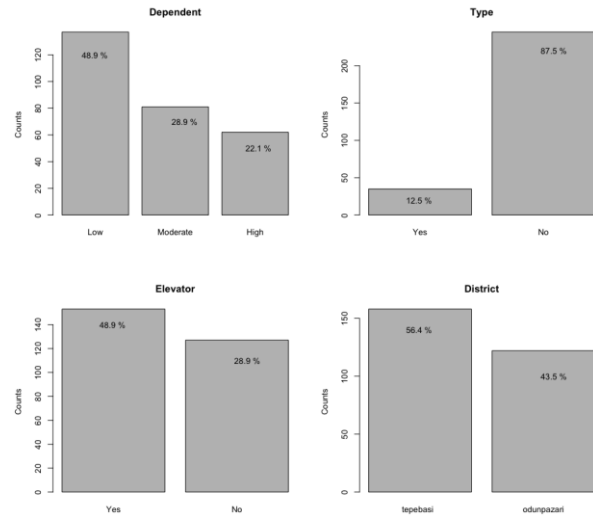 Dependent
Counts
0 20 40 60 80 100 120
48.9 %
28.9 %
22.1 %
Low Moderate High
Type
Counts
0 50 100 150 200
12.5 %
87.5 %
Yes No
Elevator
Counts
0 20 40 60 80 100 120 140
48.9 %
28.9 %
Yes No
District
Counts
0 50 100 150
56.4 %
43.5 %
tepebasi odunpazari